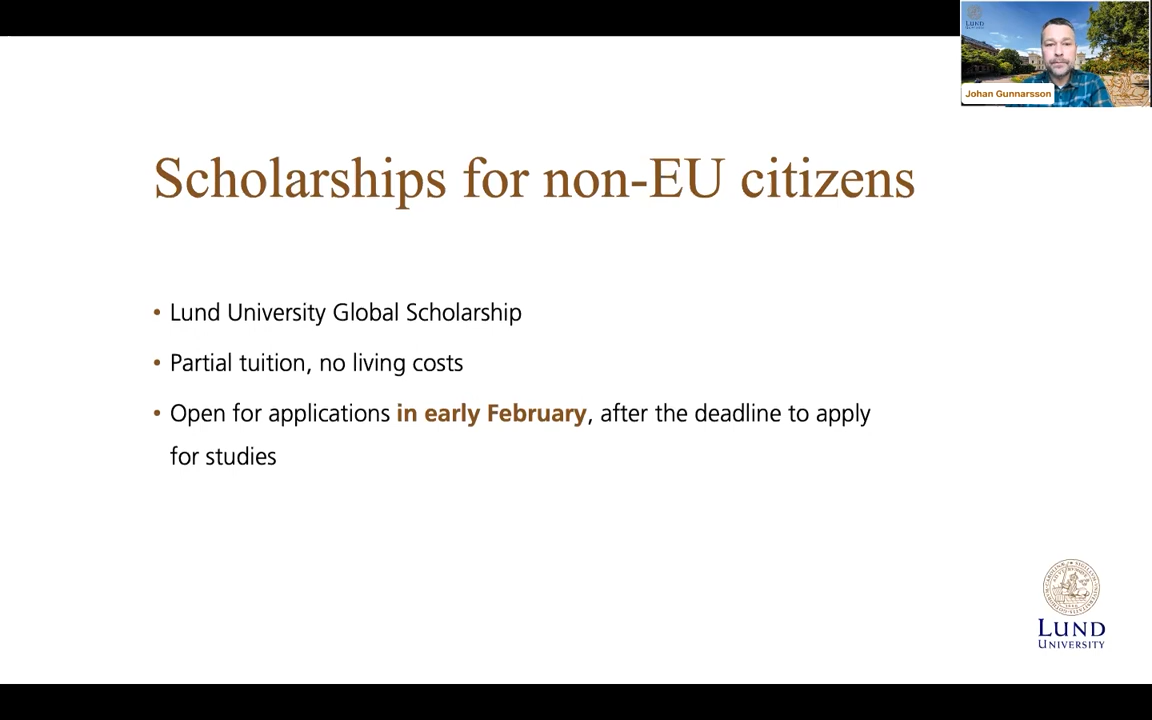 LUND
Johan Gunnarsson
Scholarships for non-EU citizens
• Lund University Global Scholarship
• Partial tuition, no living costs
• Open for applications in early February, after the deadline to apply
for studies
LUND
UNIVERSITY